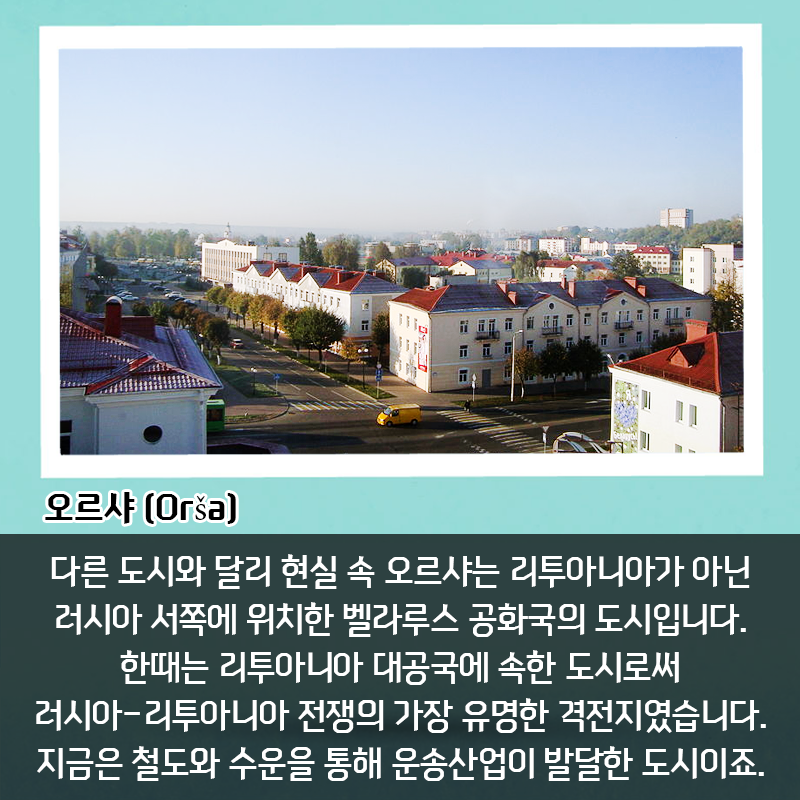 오르샤 (Orša)
다른 도시와 달리 현실 속 오르샤는 리투아니아가 아닌
러시아 서쪽에 위치한 벨라루스 공화국의 도시입니다.
한때는 리투아니아 대공국에 속한 도시로써
러시아-리투아니아 전쟁의 가장 유명한 격전지였습니다.
지금은 철도와 수운을 통해 운송산업이 발달한 도시이죠.